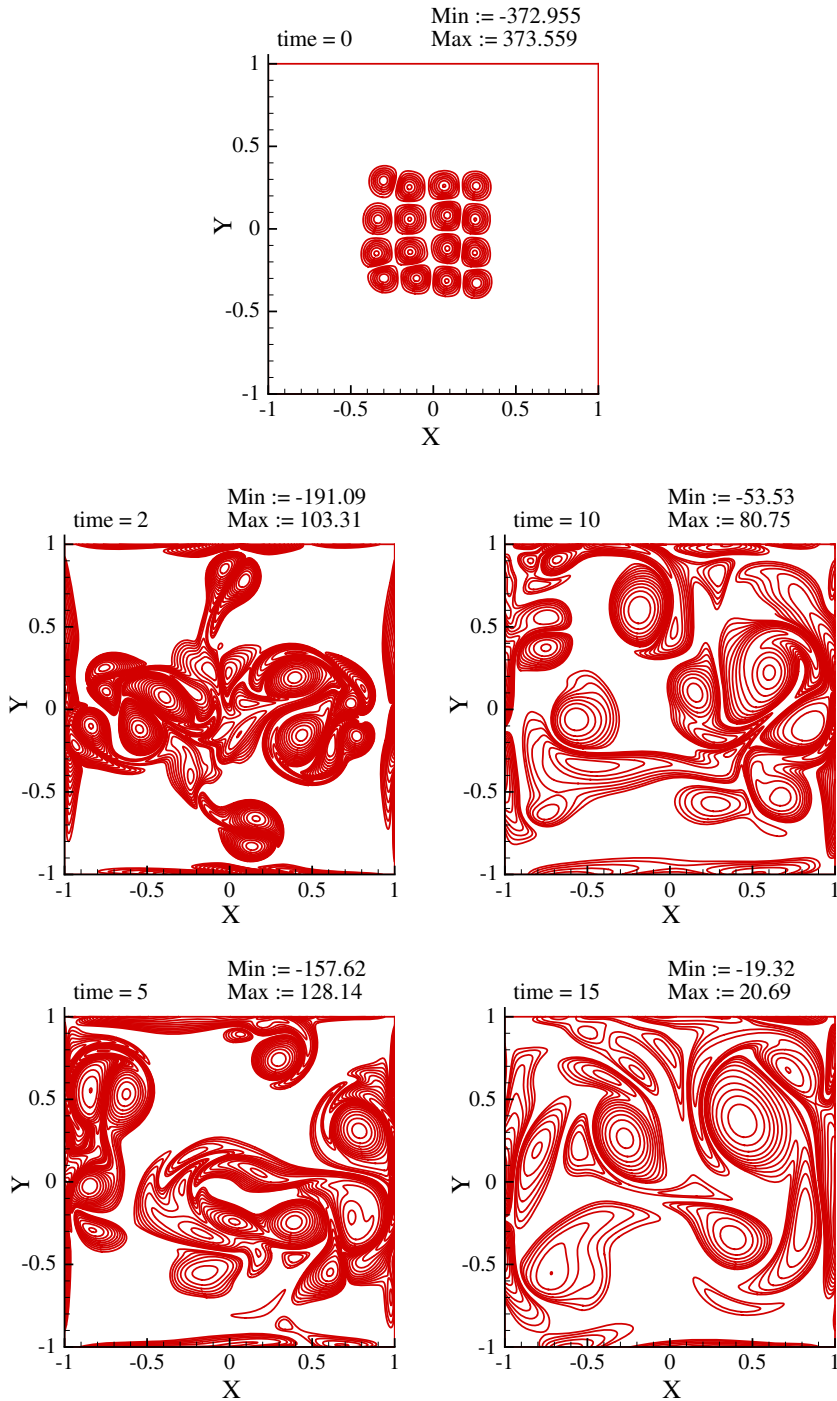 time = 0
Min := -372.955
Max := 373.559
1
0.5
0
-0.5
-1
Y
-1 -0.5 0 0.5 1
X
time = 2
Min := -191.09
Max := 103.31
1
0.5
0
-0.5
-1
Y
-1 -0.5 0 0.5 1
X
time = 10
Min := -53.53
Max := 80.75
1
0.5
0
-0.5
-1
Y
-1 -0.5 0 0.5 1
X
time = 5
Min := -157.62
Max := 128.14
1
0.5
0
-0.5
-1
Y
-1 -0.5 0 0.5 1
X
time = 15
Min := -19.32
Max := 20.69
1
0.5
0
-0.5
-1
Y
-1 -0.5 0 0.5 1
X